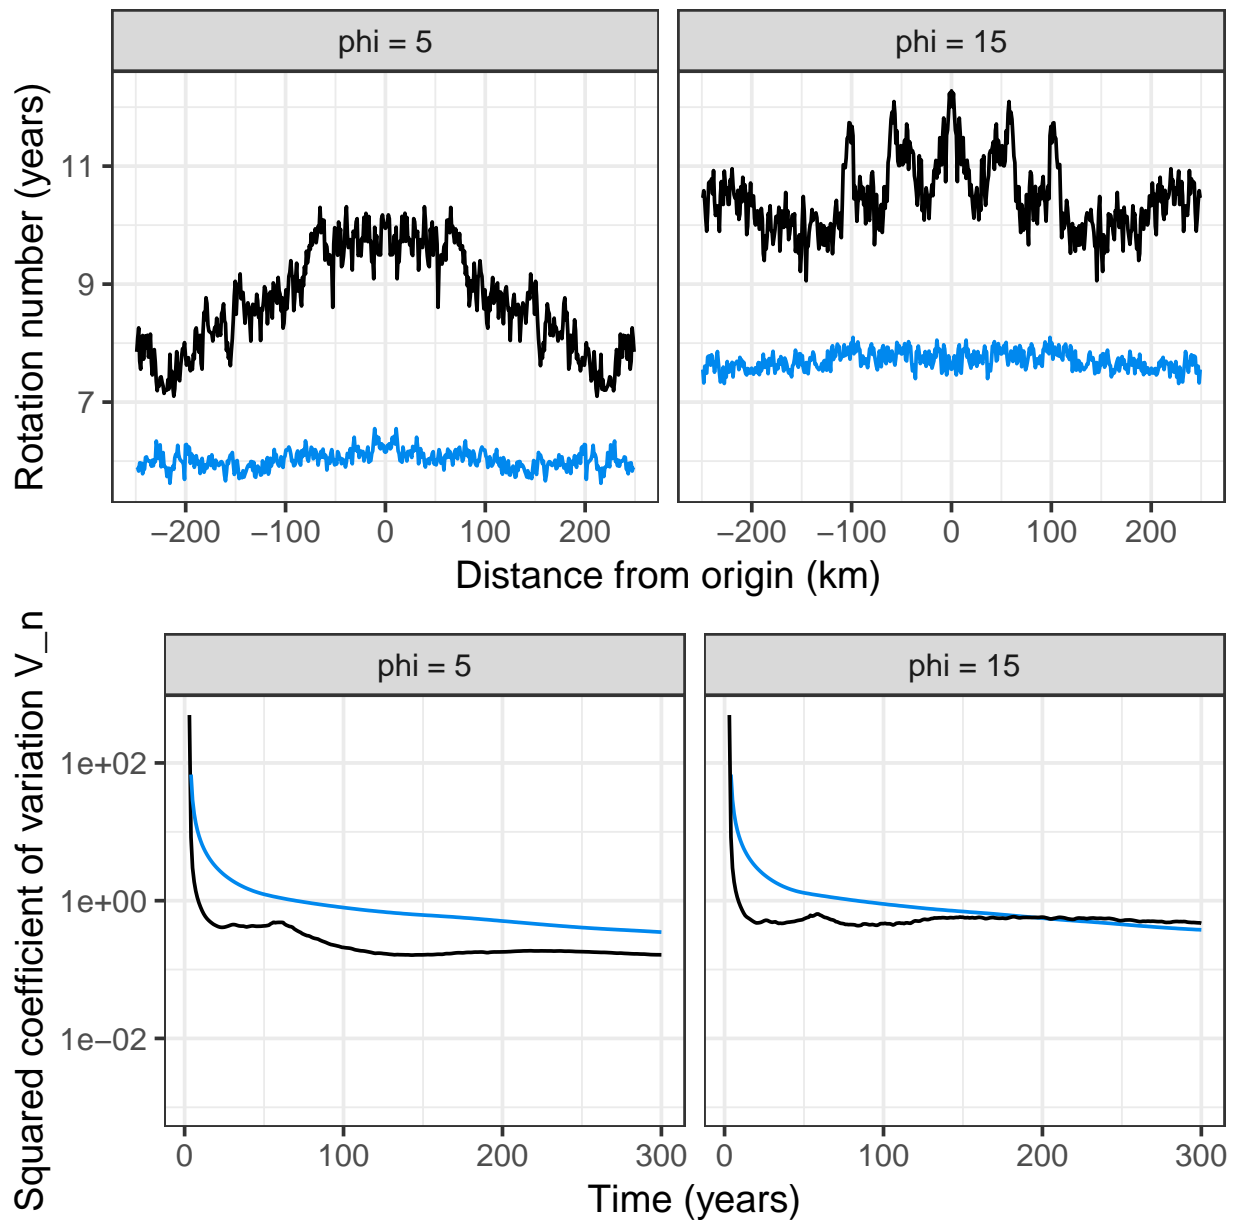 phi = 5
phi = 15
Rotation number (years)
11
9
7
−200 −100 0 100 200
−200 −100 0 100 200
Distance from origin (km)
phi = 5
phi = 15
Squared coefficient of variation V_n
1e+02
1e+00
1e−02
0 100 200 300
0 100 200 300
Time (years)